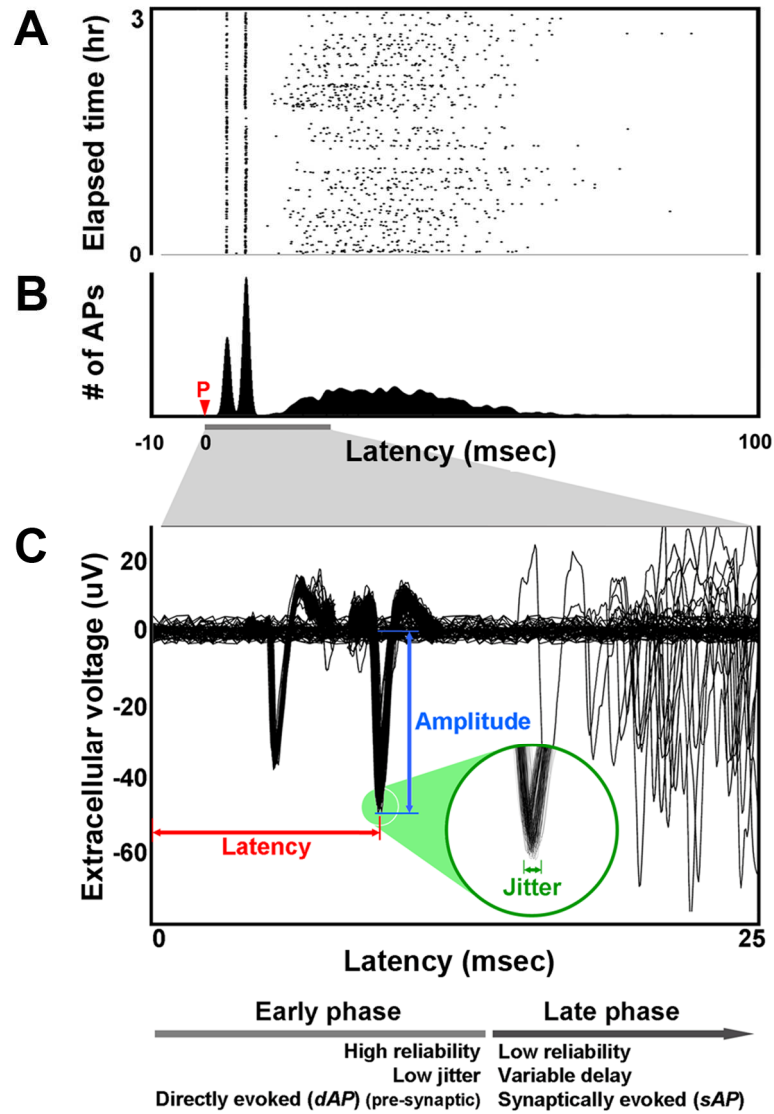 A
3
Elapsed time (hr)
0
B
# of APs
P
-10
0
100
Latency (msec)
C
Extracellular voltage (uV)
20
0
-20
-40
-60
Amplitude
Latency
Jitter
0
25
Latency (msec)
Early phase
Late phase
High reliability
Low reliability
Low jitter
Variable delay
Directly evoked (dAP) (pre-synaptic)
Synaptically evoked (sAP)